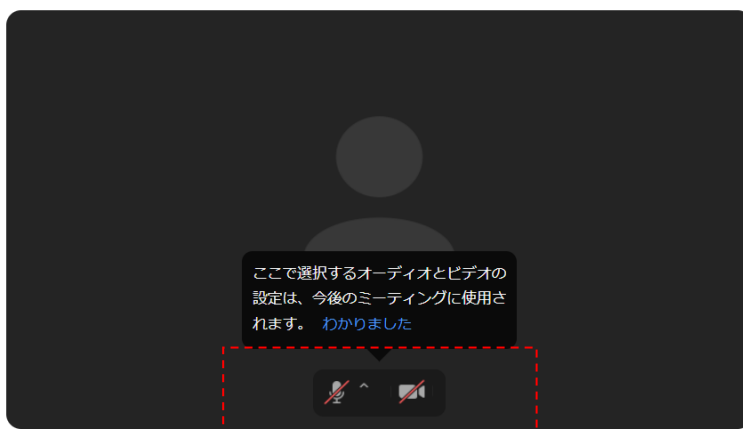 ここで選択するオーディオとビデオの
設定は、今後のミーティングに使用さ
れます。 わかりました